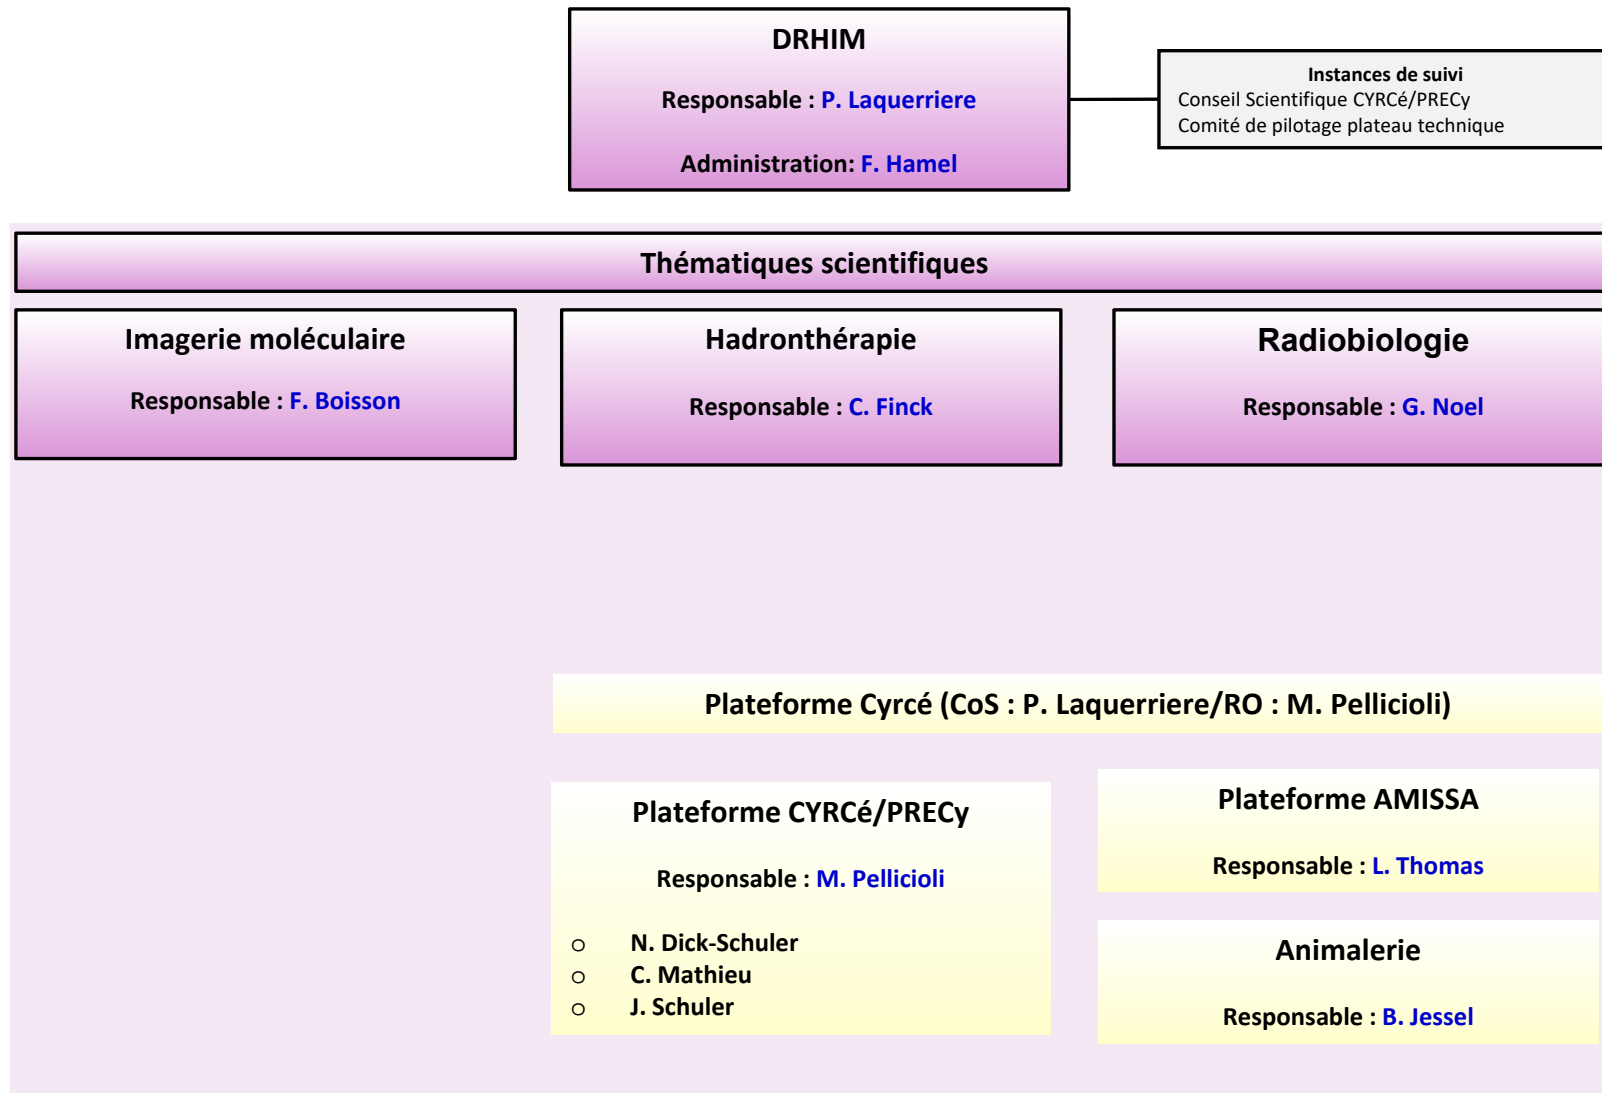 DRHIM
Responsable : P. Laquerriere
Administration: F. Hamel
Instances de suivi
Conseil Scientifique CYRCé/PRECy
Comité de pilotage plateau technique
Thématiques scientifiques
Imagerie moléculaire
Responsable : F. Boisson
Hadronthérapie
Responsable : C. Finck
Radiobiologie
Responsable : G. Noel
Plateforme Cyrcé (CoS : P. Laquerriere/RO : M. Pellicioli)
Plateforme CYRCé/PRECy
Responsable : M. Pellicioli
o N. Dick-Schuler
o C. Mathieu
o J. Schuler
Plateforme AMISSA
Responsable : L. Thomas
Animalerie
Responsable : B. Jessel